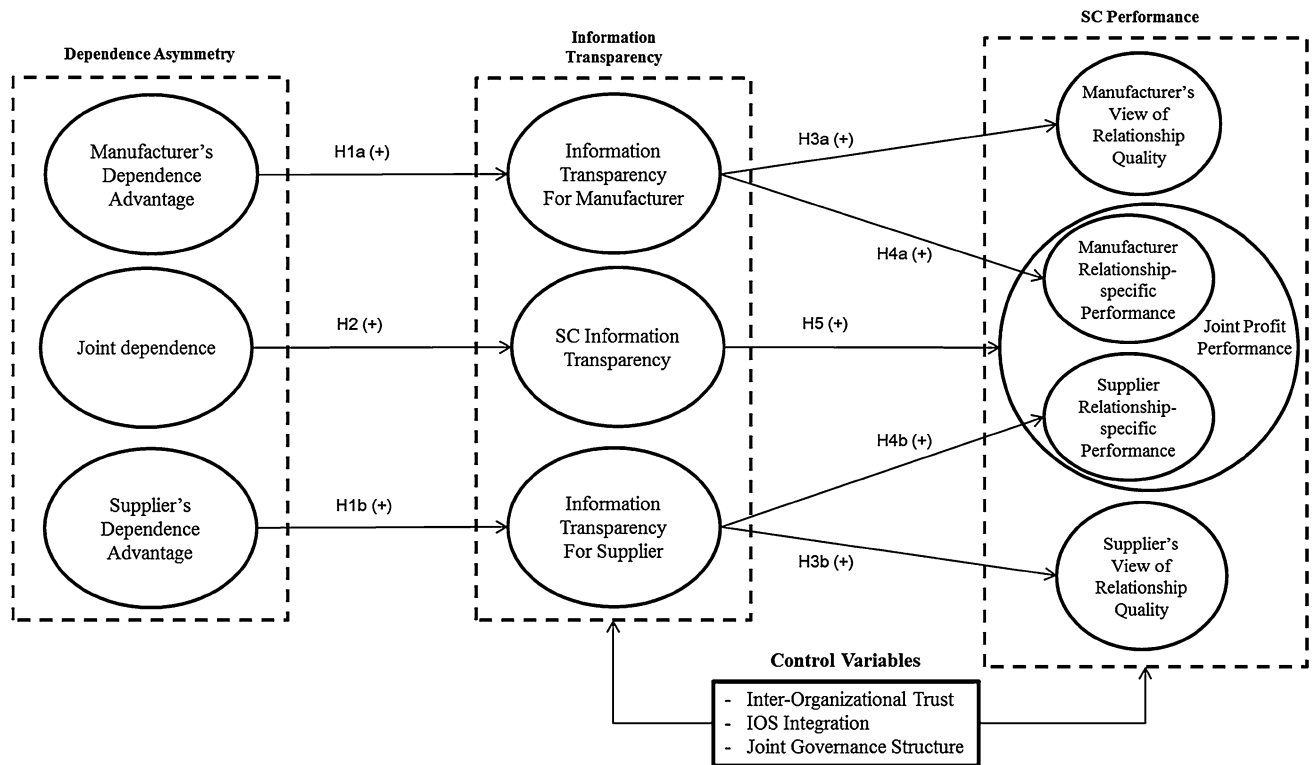 Dependence Asymmetry
Manufacturer's
Dependence
Advantage
Joint dependence
Supplier's
Dependence
Advantage
H1a (+)
H2 (+)
H1b (+)
Information
Transparency
Information
Transparency
For Manufacturer
SC Information
Transparency
Information
Transparency
For Supplier
H3a (+)
H4a (+)
H5 (+)
H4b (+)
H3b (+)
SC Performance
Manufacturer's
View of
Relationship
Quality
Manufacturer
Relationship-
specific
Performance
Joint Profit
Performance
Supplier
Relationship-
specific
Performance
Supplier's
View of
Relationship
Quality
Control Variables
- Inter-Organizational Trust
- IOS Integration
- Joint Governance Structure